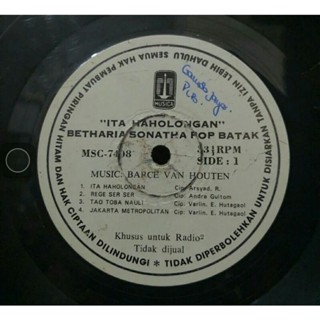 SEMUA HAK PEMBUAT PIRINGAN HITAM DAN HAK CIPTAAN DILINDUNGI * TIDAK DIPERBOLEHKAN UNTUK DISIARKAN TANPA IZIN LEBIH DAHULU
MUSICA
"ITA HAHOLONGAN"
BETHARIA SONATHA POP BATAK
MSC-7408
33⅓RPM
SIDE : 1
MUSIC. BARCE VAN HOUTEN
1. ITA HAHOLONGAN Cip: Arsyad. R.
2. REGE SER SER Cip: Andre Gultom
3. TAO TOBA NAULI Cip: Varlin. E. Hutagaol
4. JAKARTA METROPOLITAN Cip: Varlin. E. Hutagaol
Khusus untuk Radio²
Tidak dijual